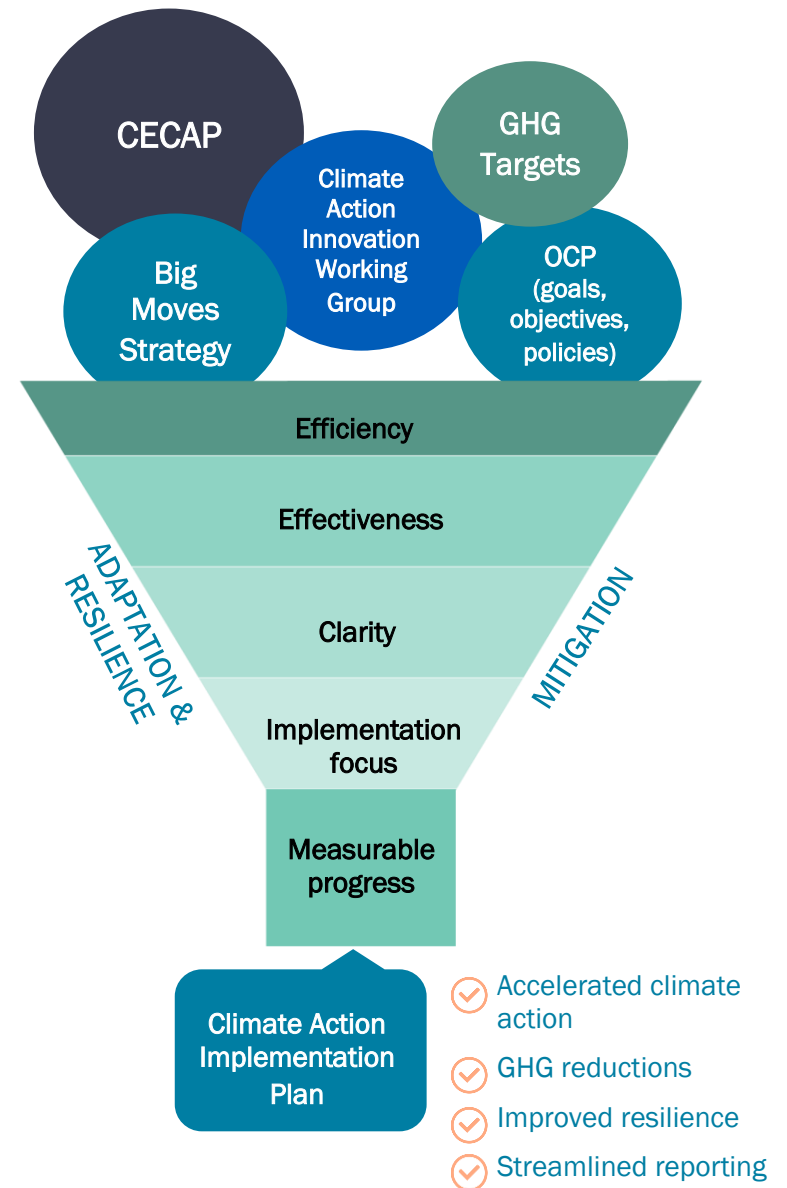 CECAP
GHG
Targets
Climate
Action
Innovation
Working
Group
Big
Moves
Strategy
OCP
(goals,
objectives,
policies)
Efficiency
Effectiveness
Clarity
Implementation
focus
Measurable
progress
ADAPTATION &
RESILIENCE
MITIGATION
Climate Action
Implementation
Plan
Accelerated climate
action
GHG reductions
Improved resilience
Streamlined reporting